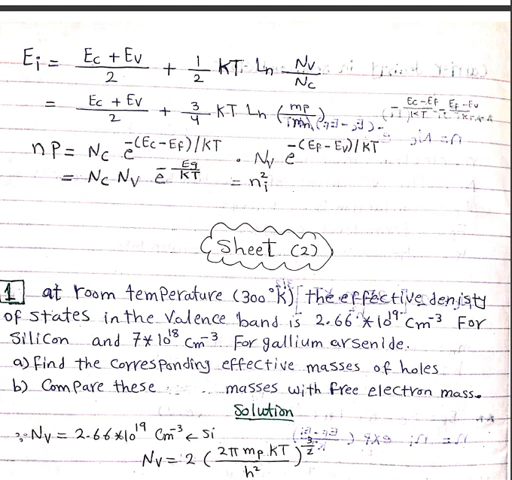 Ei = Ec + Ev / 2 + 1/2 KT Ln Nv / Nc
= Ec + Ev / 2 + 3/4 KT Ln (mp / mn)
np = Nc e^-(Ec-Ef)/KT . Nv e^-(Ef-Ev)/KT
= Nc Nv e^-Eg/KT = ni^2
Sheet (2)
1 at room temperature (300°K) the effective denisty
of states in the valence band is 2.66*10^19 cm^-3 For
Silicon and 7*10^18 cm^-3 For gallium arsenide.
a) find the corresponding effective masses of holes
b) Compare these masses with free electron mass.
Solution
∵ Nv = 2.66*10^19 cm^-3 ← Si
Nv = 2 (2π mp KT / h^2)^3/2